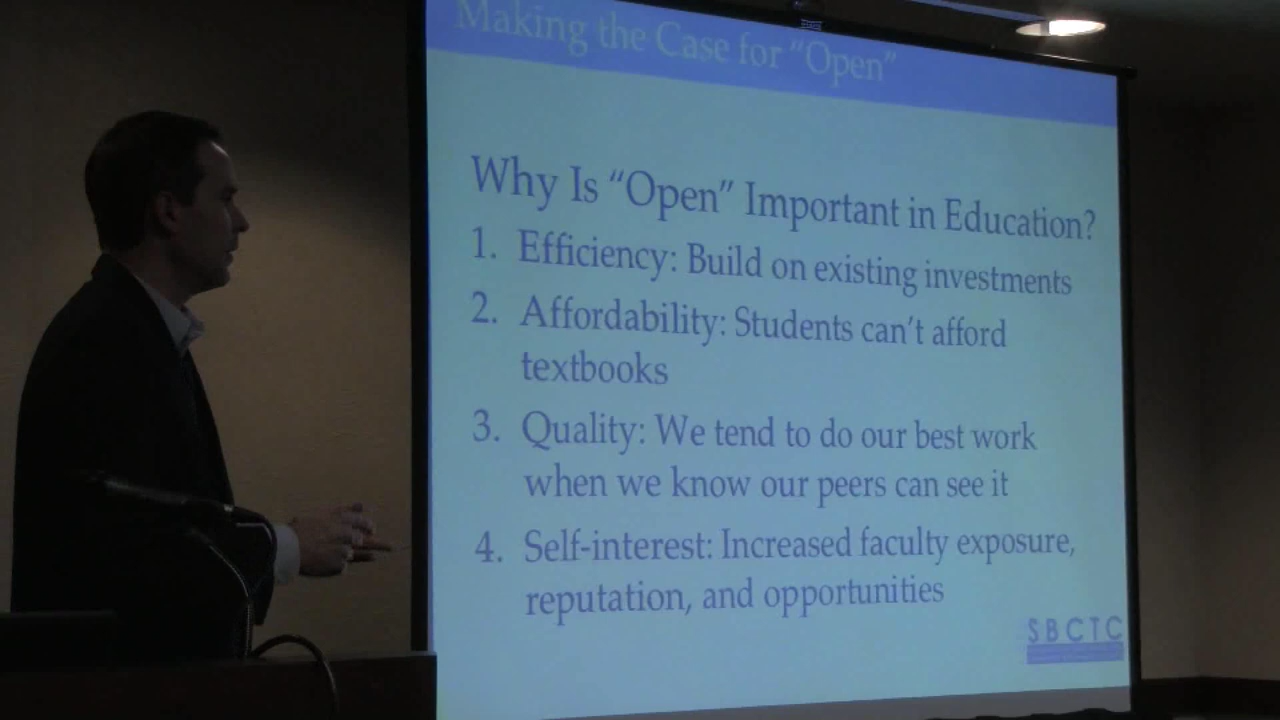 Making the Case for “Open”
Why Is “Open” Important in Education?
1. Efficiency: Build on existing investments
2. Affordability: Students can’t afford
textbooks
3. Quality: We tend to do our best work
when we know our peers can see it
4. Self-interest: Increased faculty exposure,
reputation, and opportunities
SBCTC